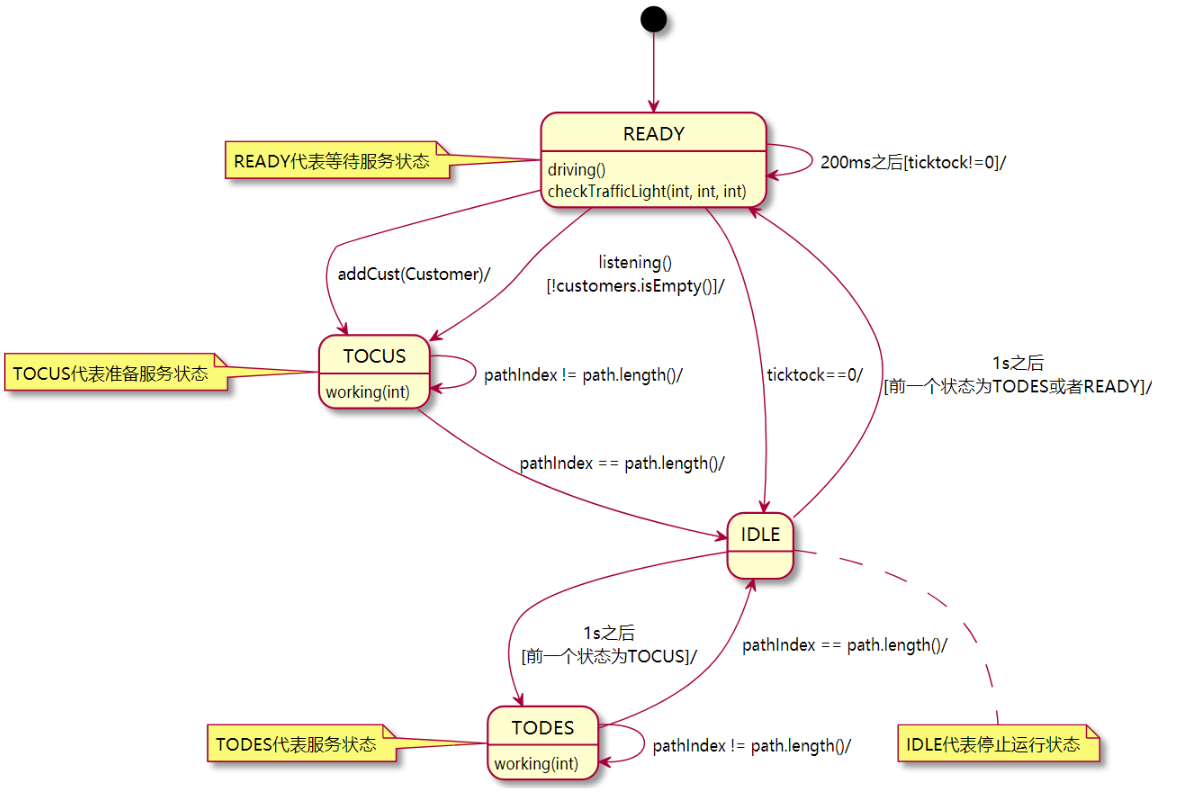 READY
READY代表等待服务状态
driving()
checkTrafficLight(int, int, int)
200ms之后[ticktock!=0]/
addCust(Customer)/
listening()
[!customers.isEmpty()]/
TOCUS
TOCUS代表准备服务状态
working(int)
pathIndex != path.length()/
ticktock==0/
1s之后
[前一个状态为TODES或者READY]/
pathIndex == path.length()/
IDLE
1s之后
[前一个状态为TOCUS]/
pathIndex == path.length()/
TODES
TODES代表服务状态
working(int)
pathIndex != path.length()/
IDLE代表停止运行状态